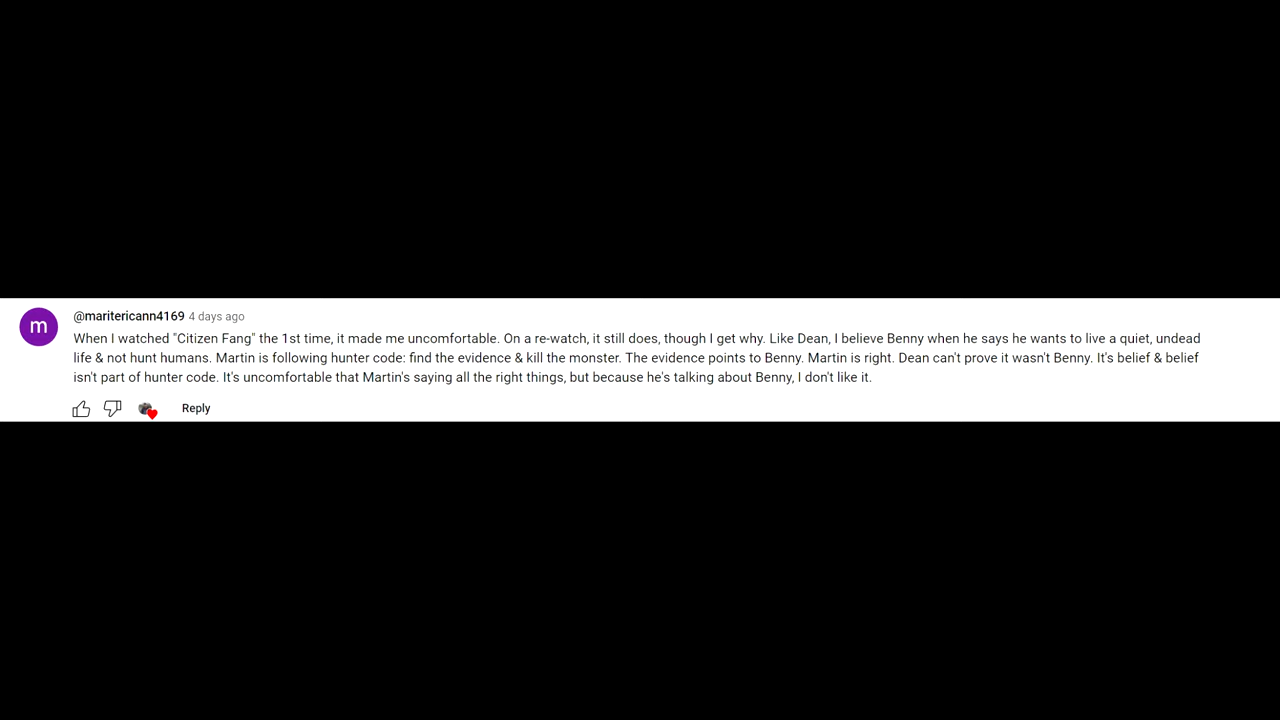 m
@maritericann4169 4 days ago
When I watched "Citizen Fang" the 1st time, it made me uncomfortable. On a re-watch, it still does, though I get why. Like Dean, I believe Benny when he says he wants to live a quiet, undead
life & not hunt humans. Martin is following hunter code: find the evidence & kill the monster. The evidence points to Benny. Martin is right. Dean can't prove it wasn't Benny. It's belief & belief
isn't part of hunter code. It's uncomfortable that Martin's saying all the right things, but because he's talking about Benny, I don't like it.
Reply